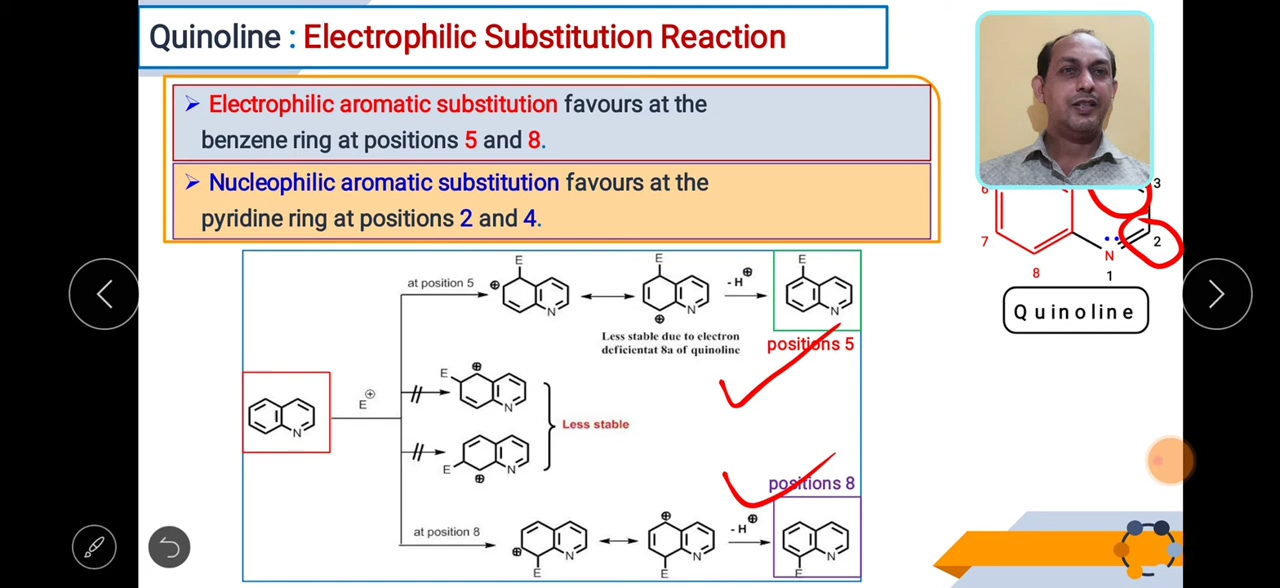 Quinoline : Electrophilic Substitution Reaction
➢ Electrophilic aromatic substitution favours at the
benzene ring at positions 5 and 8.
➢ Nucleophilic aromatic substitution favours at the
pyridine ring at positions 2 and 4.
3
6
7
2
N
8
1
Quinoline
E
E
E
at position 5
⊕
- H⊕
N
N
N
⊕
Less stable due to electron
deficientat 8a of quinoline
positions 5
E
⊕
N
E⊕
N
Less stable
E
N
⊕
positions 8
at position 8
⊕
- H⊕
⊕
N
N
N
E
E
E